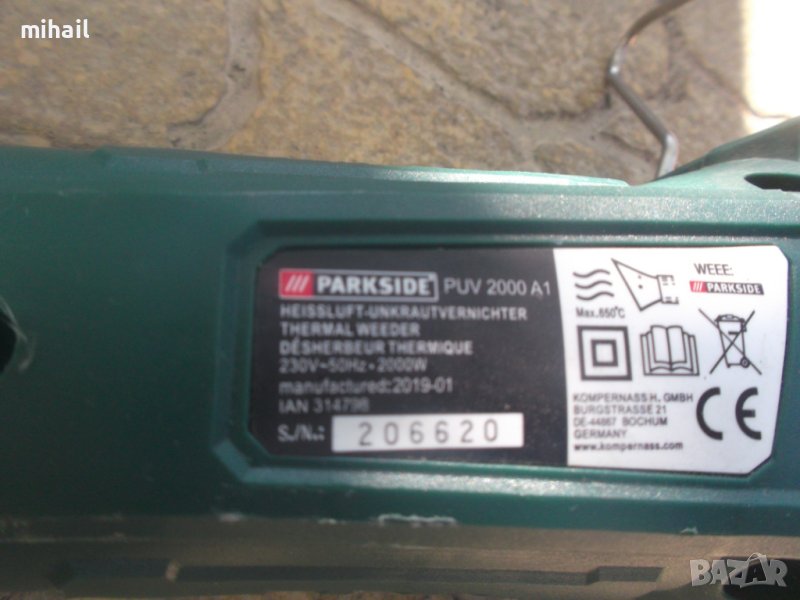 mihail
PARKSIDE PUV 2000 A1
HEISSLUFT-UNKRAUTVERNICHTER
THERMAL WEEDER
DÉSHERBEUR THERMIQUE
230V~50Hz • 2000W
manufactured:2019-01
IAN 314798
S./N.: 206620
Max.650°C
WEEE:
PARKSIDE
KOMPERNASS H. GMBH
BURGSTRASSE 21
DE-44867 BOCHUM
GERMANY
www.kompernass.com
CE
BAZAR